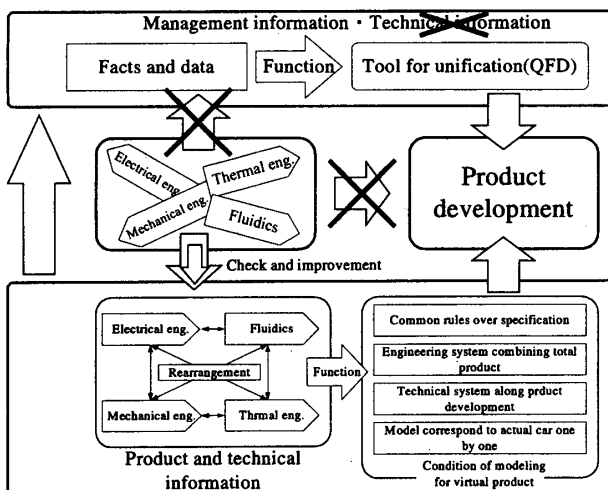 Management information・Technical information
Facts and data
Function
Tool for unification(QFD)
Electrical eng.
Thermal eng.
Mechanical eng.
Fluidics
Product
development
Check and improvement
Electrical eng.
Fluidics
Rearrangement
Mechanical eng.
Thrmal eng.
Product and technical
information
Function
Common rules over specification
Engineering system combining total
product
Technical system along prduct
development
Model correspond to actual car one
by one
Condition of modeling
for virtual product